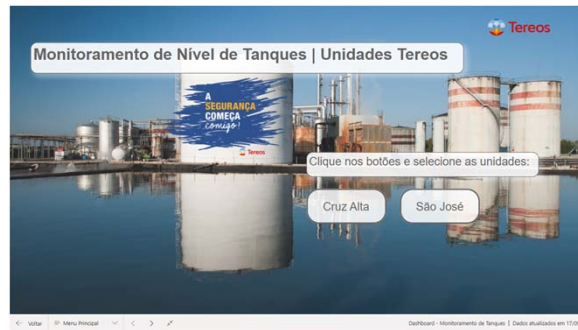 Tereos
Monitoramento de Nível de Tanques | Unidades Tereos
A
SEGURANÇA
COMEÇA
comigo!
Tereos
Clique nos botões e selecione as unidades:
Cruz Alta
São José
Voltar
Menu Principal
Dashboard - Monitoramento de Tanques | Dados atualizados em 17/0